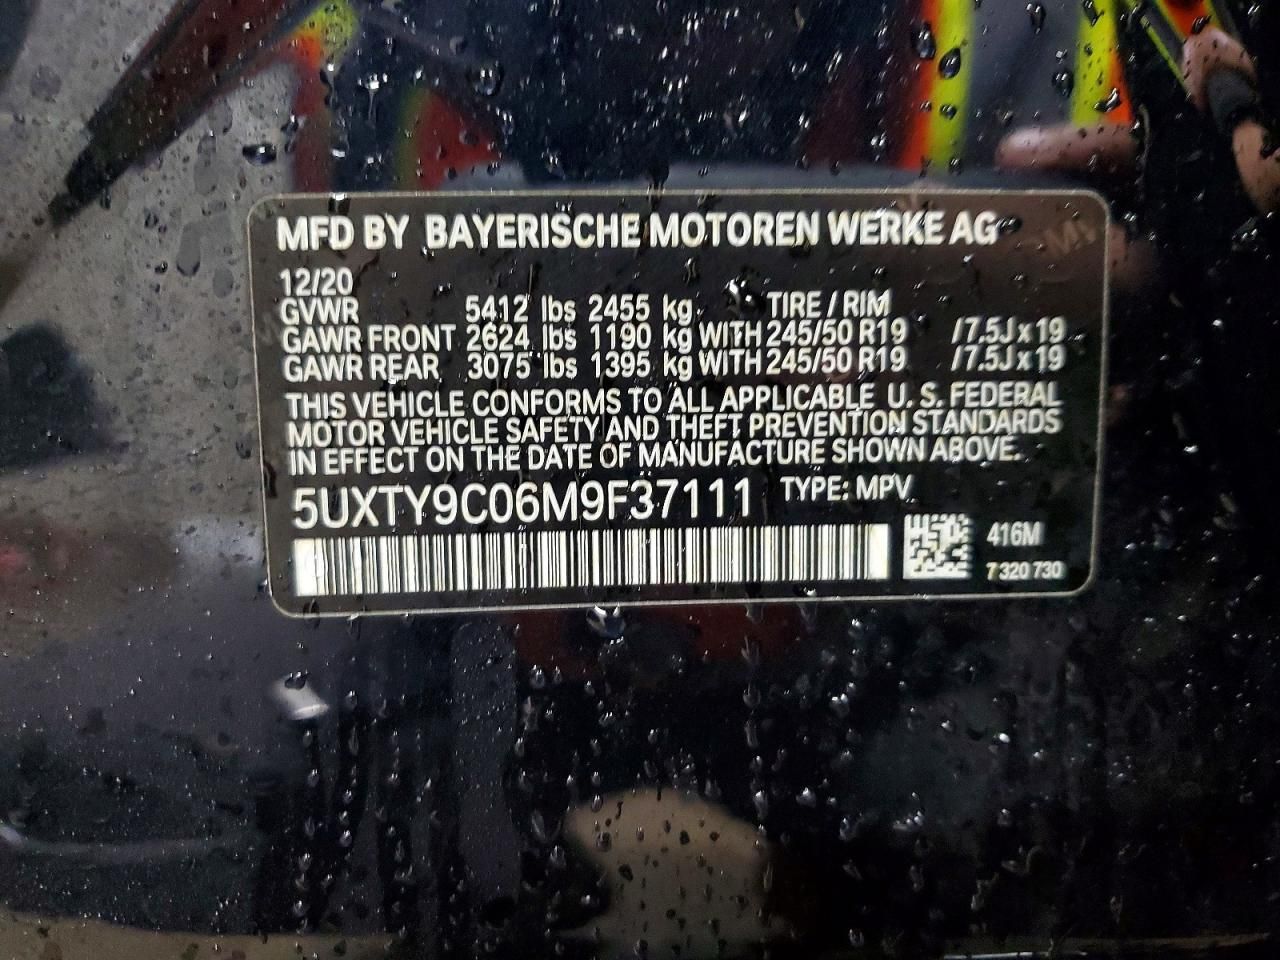 MFD BY BAYERISCHE MOTOREN WERKE AG
12/20
GVWR 5412 lbs 2455 kg TIRE / RIM
GAWR FRONT 2624 lbs 1190 kg WITH 245/50 R19 /7.5J x 19
GAWR REAR 3075 lbs 1395 kg WITH 245/50 R19 /7.5J x 19
THIS VEHICLE CONFORMS TO ALL APPLICABLE U. S. FEDERAL
MOTOR VEHICLE SAFETY AND THEFT PREVENTION STANDARDS
IN EFFECT ON THE DATE OF MANUFACTURE SHOWN ABOVE.
5UXTY9C06M9F37111 TYPE: MPV
416M
7 320 730